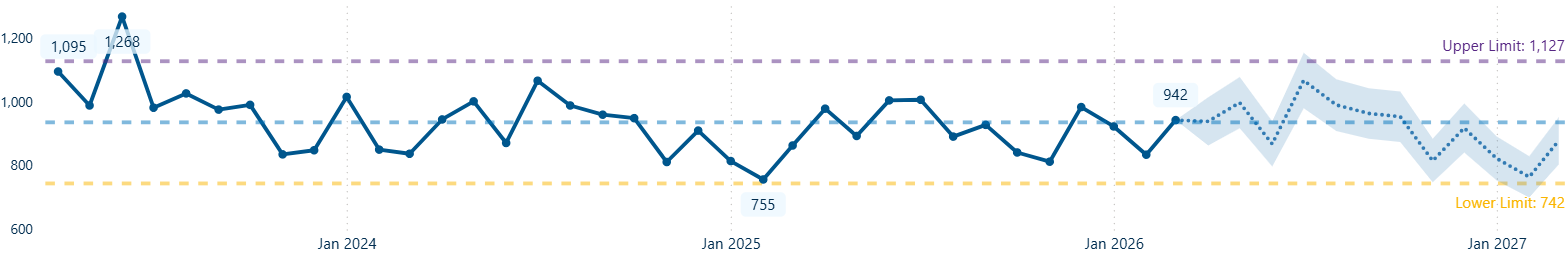 1,200
1,095
1,268
Upper Limit: 1,127
1,000
942
800
755
Lower Limit: 742
600
Jan 2024
Jan 2025
Jan 2026
Jan 2027